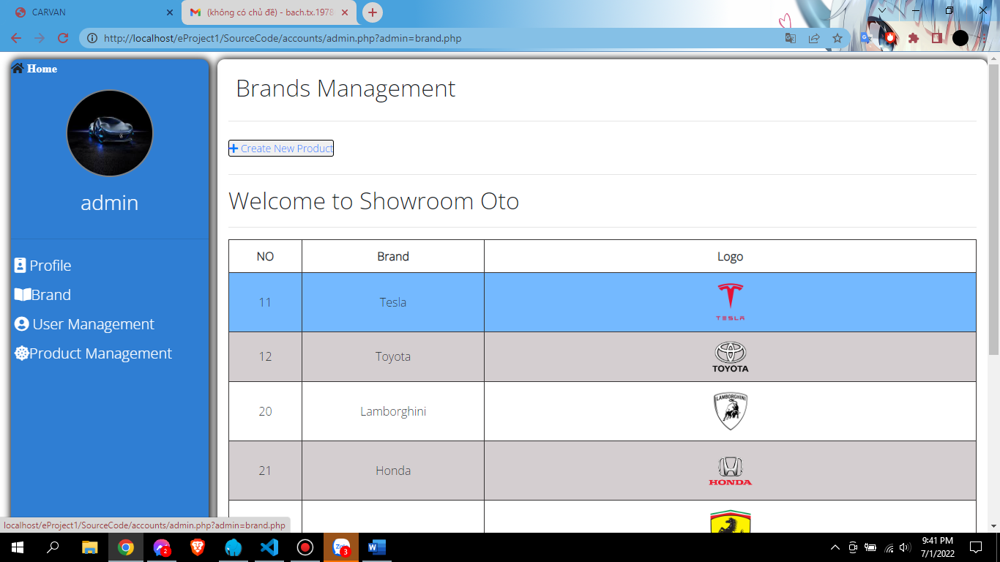 CARVAN
(không có chủ đề) - bach.tx.1978
http://localhost/eProject1/SourceCode/accounts/admin.php?admin=brand.php
Home
admin
Profile
Brand
User Management
Product Management
Brands Management
Create New Product
Welcome to Showroom Oto
NO Brand Logo
11 Tesla TESLA
12 Toyota TOYOTA
20 Lamborghini LAMBORGHINI
21 Honda HONDA
localhost/eProject1/SourceCode/accounts/admin.php?admin=brand.php
2
3
9:41 PM
7/1/2022